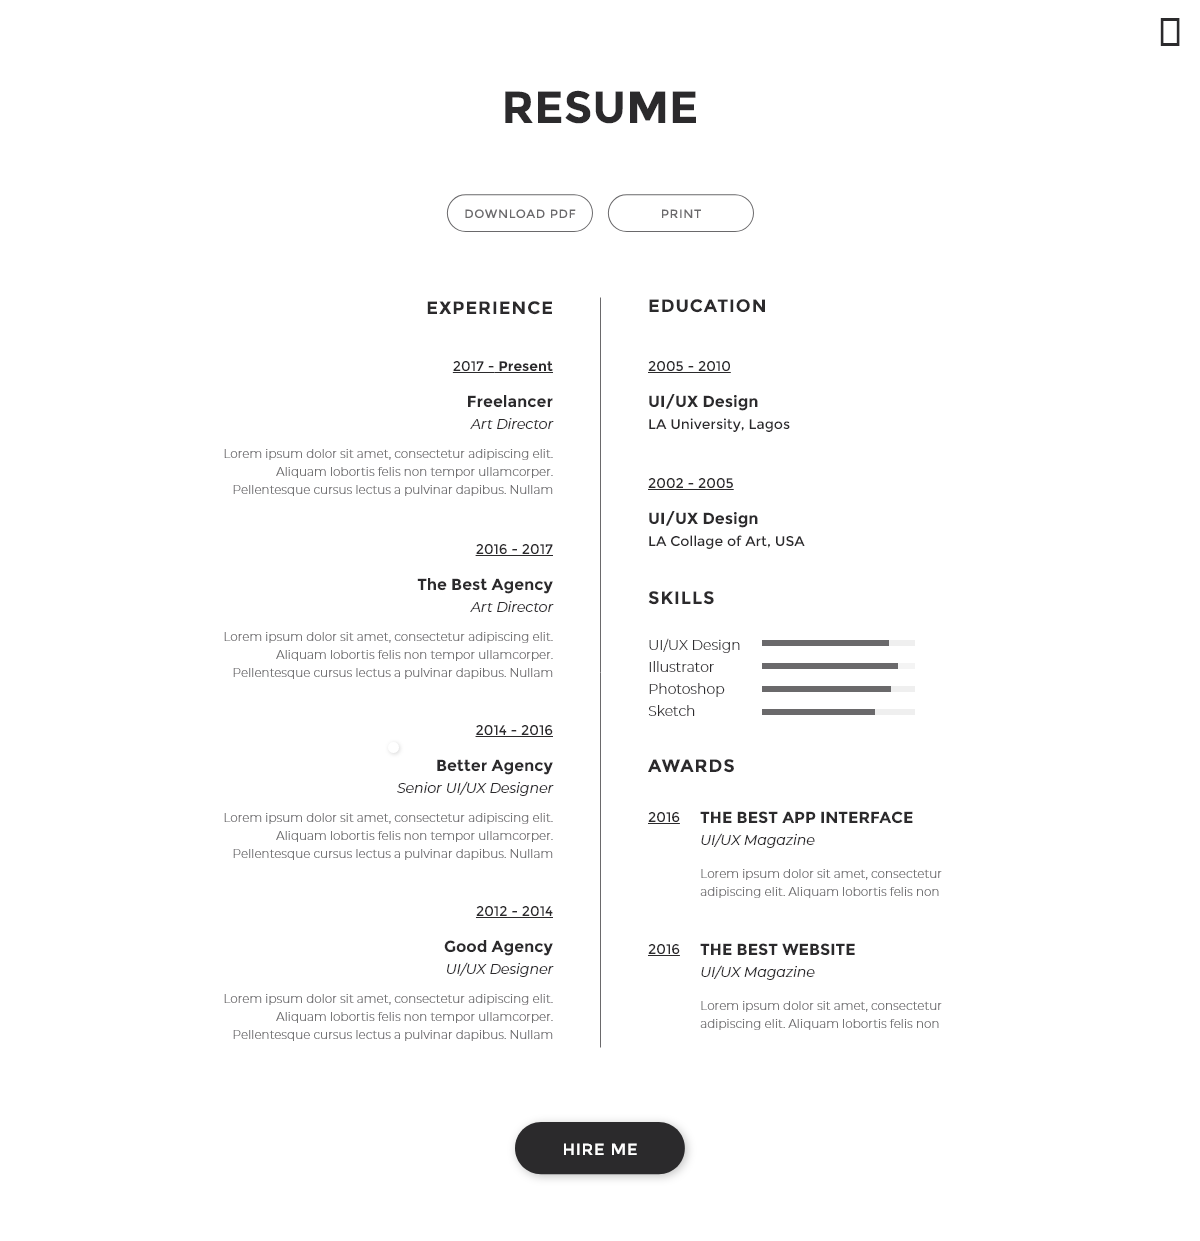 RESUME
DOWNLOAD PDF
PRINT
EXPERIENCE
2017 - Present
Freelancer
Art Director
Lorem ipsum dolor sit amet, consectetur adipiscing elit.
Aliquam lobortis felis non tempor ullamcorper.
Pellentesque cursus lectus a pulvinar dapibus. Nullam
2016 - 2017
The Best Agency
Art Director
Lorem ipsum dolor sit amet, consectetur adipiscing elit.
Aliquam lobortis felis non tempor ullamcorper.
Pellentesque cursus lectus a pulvinar dapibus. Nullam
2014 - 2016
Better Agency
Senior UI/UX Designer
Lorem ipsum dolor sit amet, consectetur adipiscing elit.
Aliquam lobortis felis non tempor ullamcorper.
Pellentesque cursus lectus a pulvinar dapibus. Nullam
2012 - 2014
Good Agency
UI/UX Designer
Lorem ipsum dolor sit amet, consectetur adipiscing elit.
Aliquam lobortis felis non tempor ullamcorper.
Pellentesque cursus lectus a pulvinar dapibus. Nullam
EDUCATION
2005 - 2010
UI/UX Design
LA University, Lagos
2002 - 2005
UI/UX Design
LA Collage of Art, USA
SKILLS
UI/UX Design
Illustrator
Photoshop
Sketch
AWARDS
2016 THE BEST APP INTERFACE
UI/UX Magazine
Lorem ipsum dolor sit amet, consectetur
adipiscing elit. Aliquam lobortis felis non
2016 THE BEST WEBSITE
UI/UX Magazine
Lorem ipsum dolor sit amet, consectetur
adipiscing elit. Aliquam lobortis felis non
HIRE ME